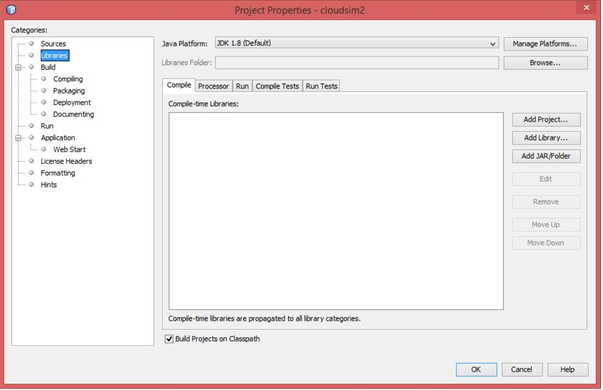 Project Properties - cloudsim2
Categories:
Sources
Libraries
Build
Compiling
Packaging
Deployment
Documenting
Run
Application
Web Start
License Headers
Formatting
Hints
Java Platform: JDK 1.8 (Default) Manage Platforms...
Libraries Folder: Browse...
Compile Processor Run Compile Tests Run Tests
Compile-time Libraries:
Add Project...
Add Library...
Add JAR/Folder
Edit
Remove
Move Up
Move Down
Compile-time libraries are propagated to all library categories.
Build Projects on Classpath
OK Cancel Help